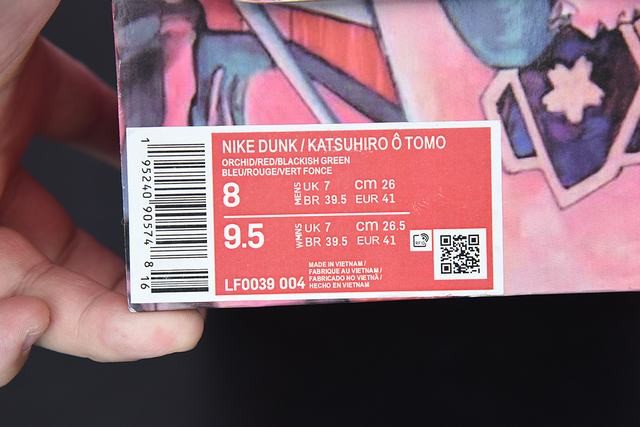 NIKE DUNK / KATSUHIRO Ô TOMO
ORCHID/RED/BLACKISH GREEN
BLEU/ROUGE/VERT FONCE
8 MENS UK 7 cm 26
BR 39.5 EUR 41
9.5 WMNS UK 7 cm 26.5
BR 39.5 EUR 41
MADE IN VIETNAM /
FABRIQUE AU VIETNAM /
FABRICADO NO VIETNÃ /
HECHO EN VIETNAM
LF0039 004
1 95240 90574 8 16